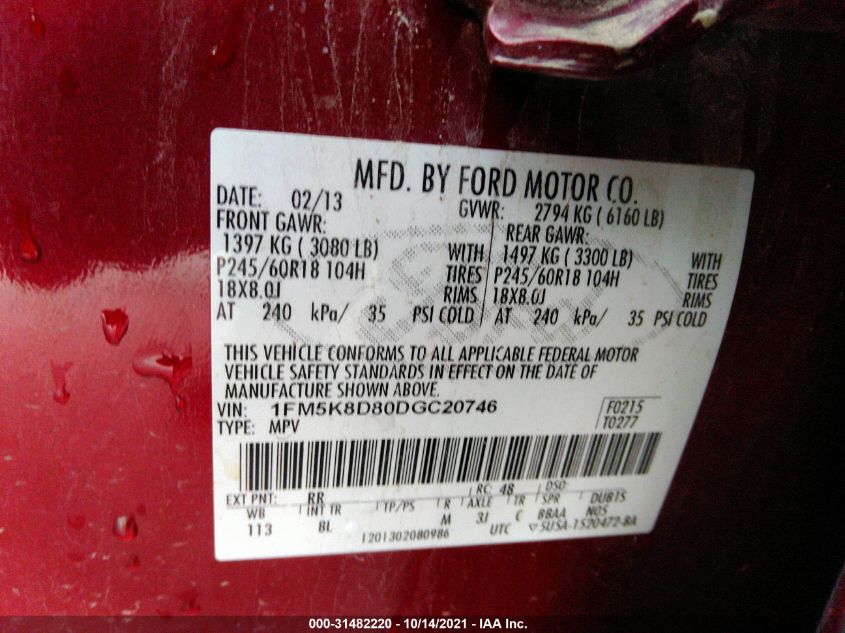 MFD. BY FORD MOTOR CO.
DATE: 02/13 GVWR: 2794 KG ( 6160 LB)
FRONT GAWR: REAR GAWR:
1397 KG ( 3080 LB) WITH 1497 KG ( 3300 LB) WITH
P245/60R18 104H TIRES P245/60R18 104H TIRES
18X8.0J RIMS 18X8.0J RIMS
AT 240 kPa/ 35 PSI COLD AT 240 kPa/ 35 PSI COLD
THIS VEHICLE CONFORMS TO ALL APPLICABLE FEDERAL MOTOR
VEHICLE SAFETY STANDARDS IN EFFECT ON THE DATE OF
MANUFACTURE SHOWN ABOVE.
VIN: 1FM5K8D80DGC20746 F0215
TYPE: MPV T0277
EXT PNT: RR RC: 48 DSO:
WB INT TR TP/PS R AXLE TR SPR DUBTS
113 8L M 3J C BBAA N05
1201302080986 UTC 5USA-1520472-BA
000-31482220 - 10/14/2021 - IAA Inc.